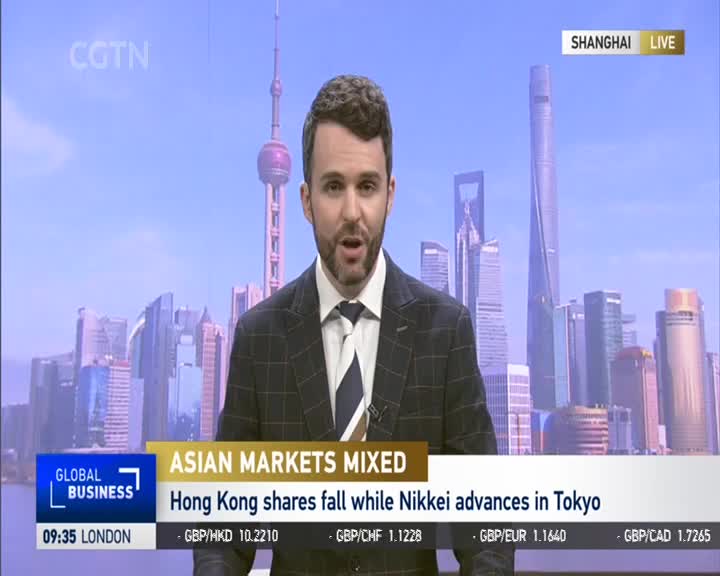 CGTN
SHANGHAI LIVE
ASIAN MARKETS MIXED
GLOBAL
BUSINESS
Hong Kong shares fall while Nikkei advances in Tokyo
09:35 LONDON
- GBP/HKD 10.2210 - GBP/CHF 1.1228 - GBP/EUR 1.1640 - GBP/CAD 1.7265